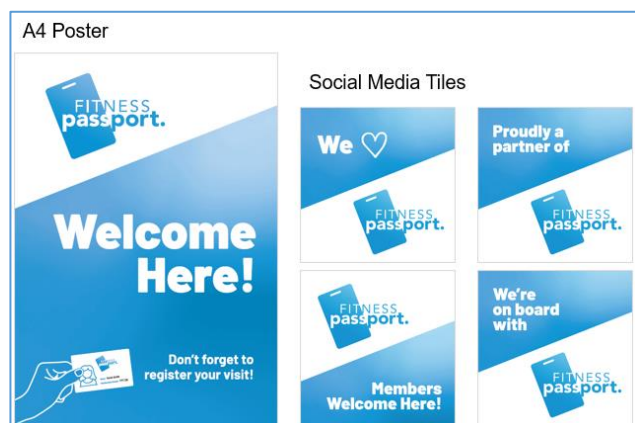 A4 Poster
FITNESS
passport.
Welcome
Here!
Don't forget to
register your visit!
Social Media Tiles
We ♡
FITNESS
passport.
Proudly a
partner of
FITNESS
passport.
FITNESS
passport.
Members
Welcome Here!
We're
on board
with
FITNESS
passport.